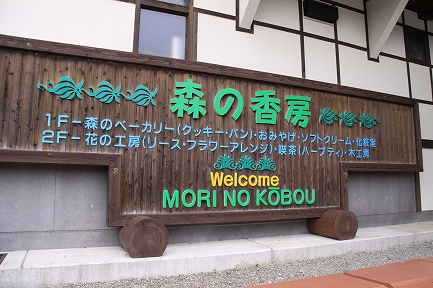 森の香房
1F－森のベーカリー(クッキー・パン)・おみやげ・ソフトクリーム・化粧室
2F－花の工房(リース・フラワーアレンジ)・喫茶(ハーブティ)・木工房
Welcome
MORI NO KŌBOU